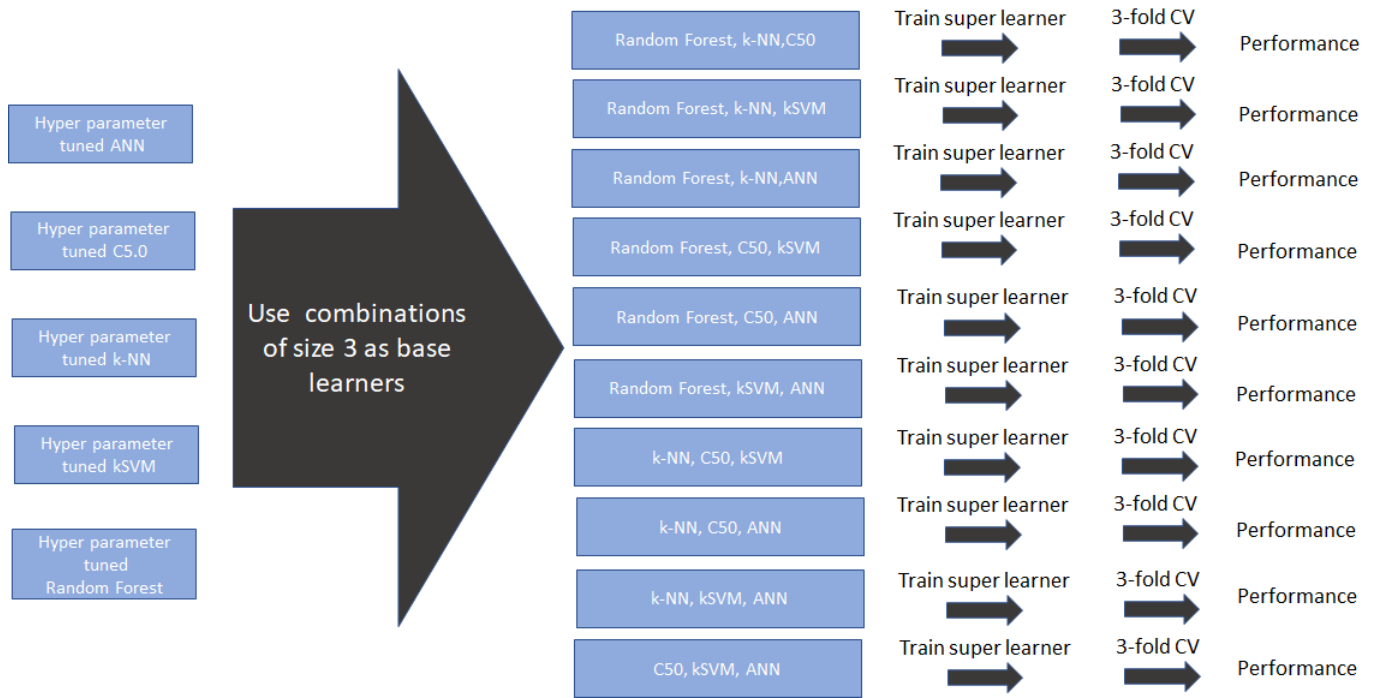 Hyper parameter
tuned ANN
Hyper parameter
tuned C5.0
Hyper parameter
tuned k-NN
Hyper parameter
tuned kSVM
Hyper parameter
tuned
Random Forest
Use combinations
of size 3 as base
learners
Random Forest, k-NN,C50
Train super learner
3-fold CV
Performance
Random Forest, k-NN, kSVM
Train super learner
3-fold CV
Performance
Random Forest, k-NN,ANN
Train super learner
3-fold CV
Performance
Random Forest, C50, kSVM
Train super learner
3-fold CV
Performance
Random Forest, C50, ANN
Train super learner
3-fold CV
Performance
Random Forest, kSVM, ANN
Train super learner
3-fold CV
Performance
k-NN, C50, kSVM
Train super learner
3-fold CV
Performance
k-NN, C50, ANN
Train super learner
3-fold CV
Performance
k-NN, kSVM, ANN
Train super learner
3-fold CV
Performance
C50, kSVM, ANN
Train super learner
3-fold CV
Performance